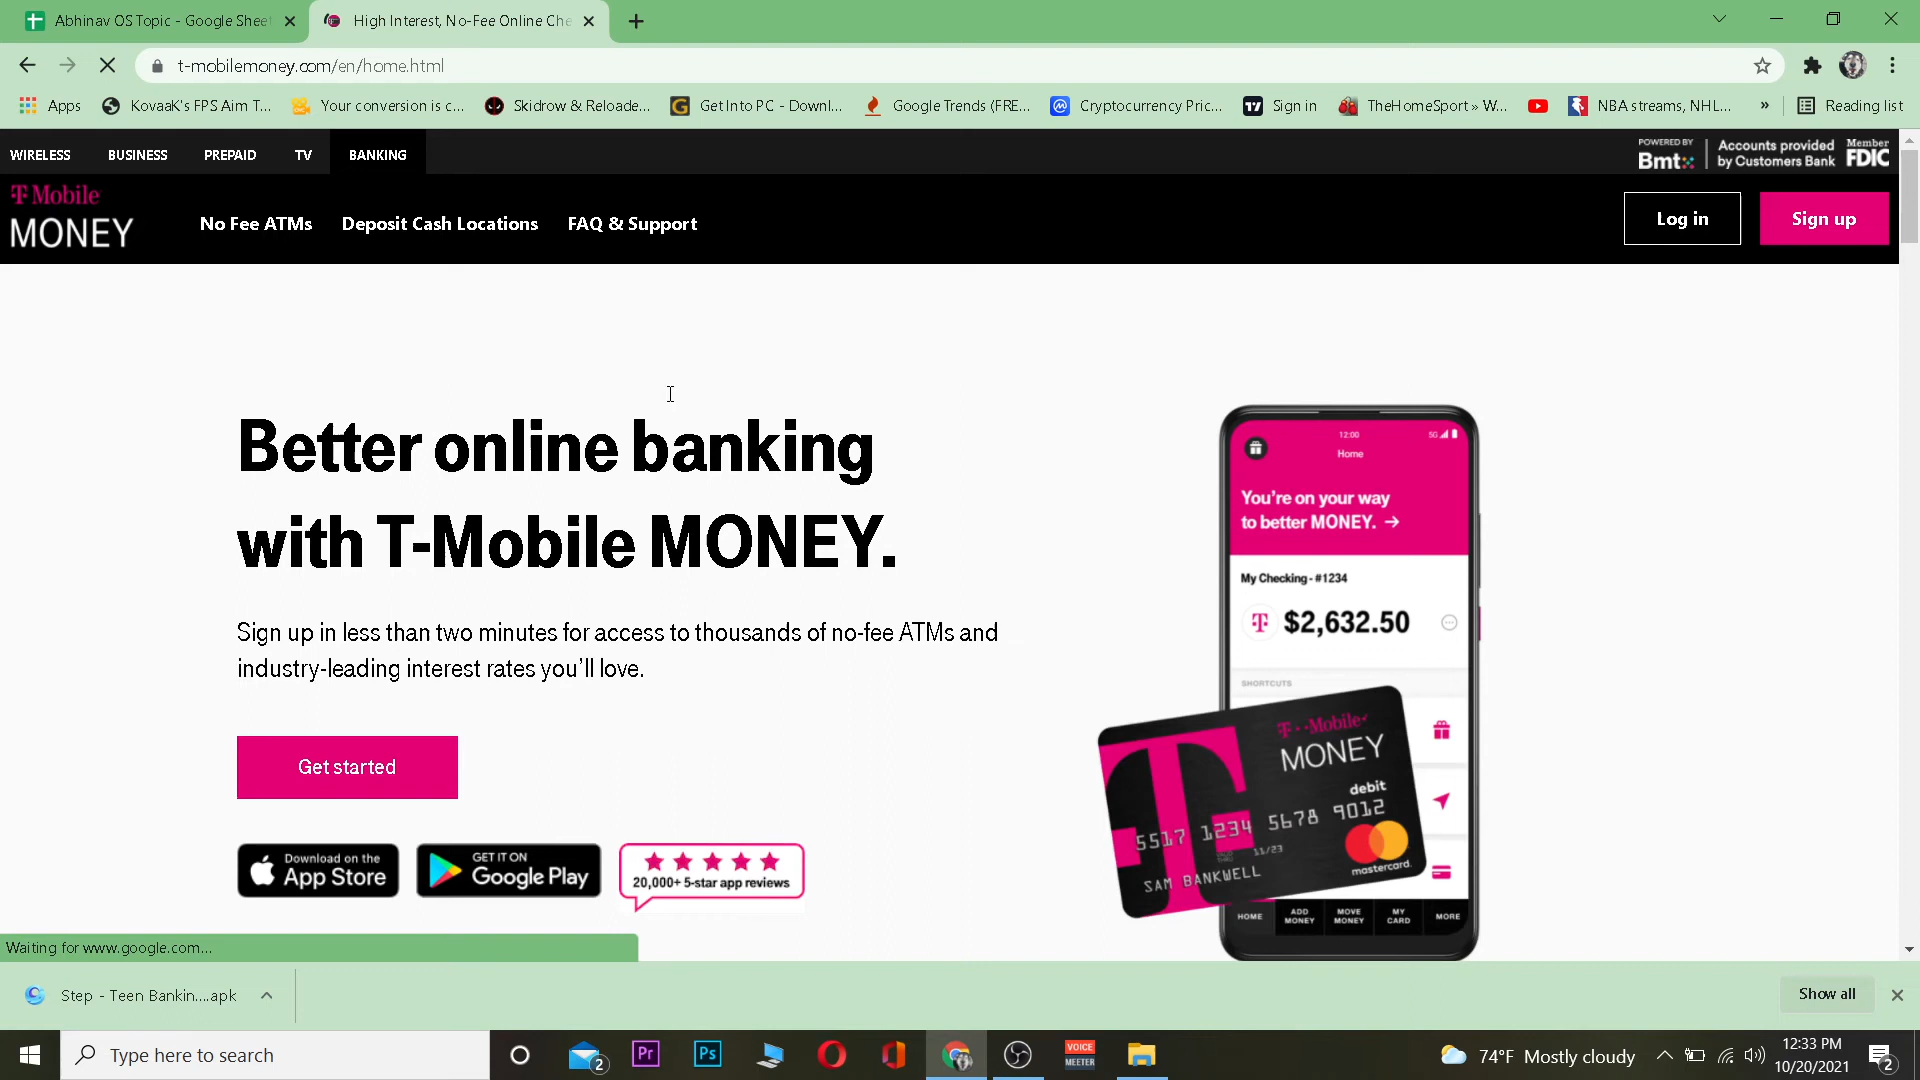 Abhinav OS Topic - Google Sheet
High Interest, No-Fee Online Che
t-mobilemoney.com/en/home.html
Apps
KovaaK's FPS Aim T...
Your conversion is c...
Skidrow & Reloade...
Get Into PC - Downl...
Google Trends (FRE...
Cryptocurrency Pric...
Sign in
TheHomeSport » W...
NBA streams, NHL...
»
Reading list
WIRELESS
BUSINESS
PREPAID
TV
BANKING
POWERED BY
Bmtx
Accounts provided
by Customers Bank
Member
FDIC
T Mobile
MONEY
No Fee ATMs
Deposit Cash Locations
FAQ & Support
Log in
Sign up
Better online banking
with T-Mobile MONEY.
Sign up in less than two minutes for access to thousands of no-fee ATMs and
industry-leading interest rates you'll love.
Get started
Download on the
App Store
GET IT ON
Google Play
20,000+ 5-star app reviews
12:00
5G
Home
You're on your way
to better MONEY. →
My Checking - #1234
T
$2,632.50
SHORTCUTS
T··Mobile
MONEY
debit
5517 1234 5678 9012
11/23
SAM BANKWELL
mastercard.
HOME
ADD
MONEY
MOVE
MONEY
MY
CARD
MORE
Waiting for www.google.com...
Step - Teen Bankin....apk
Show all
Type here to search
2
Pr
Ps
VOICE
MEETER
74°F Mostly cloudy
12:33 PM
10/20/2021
2